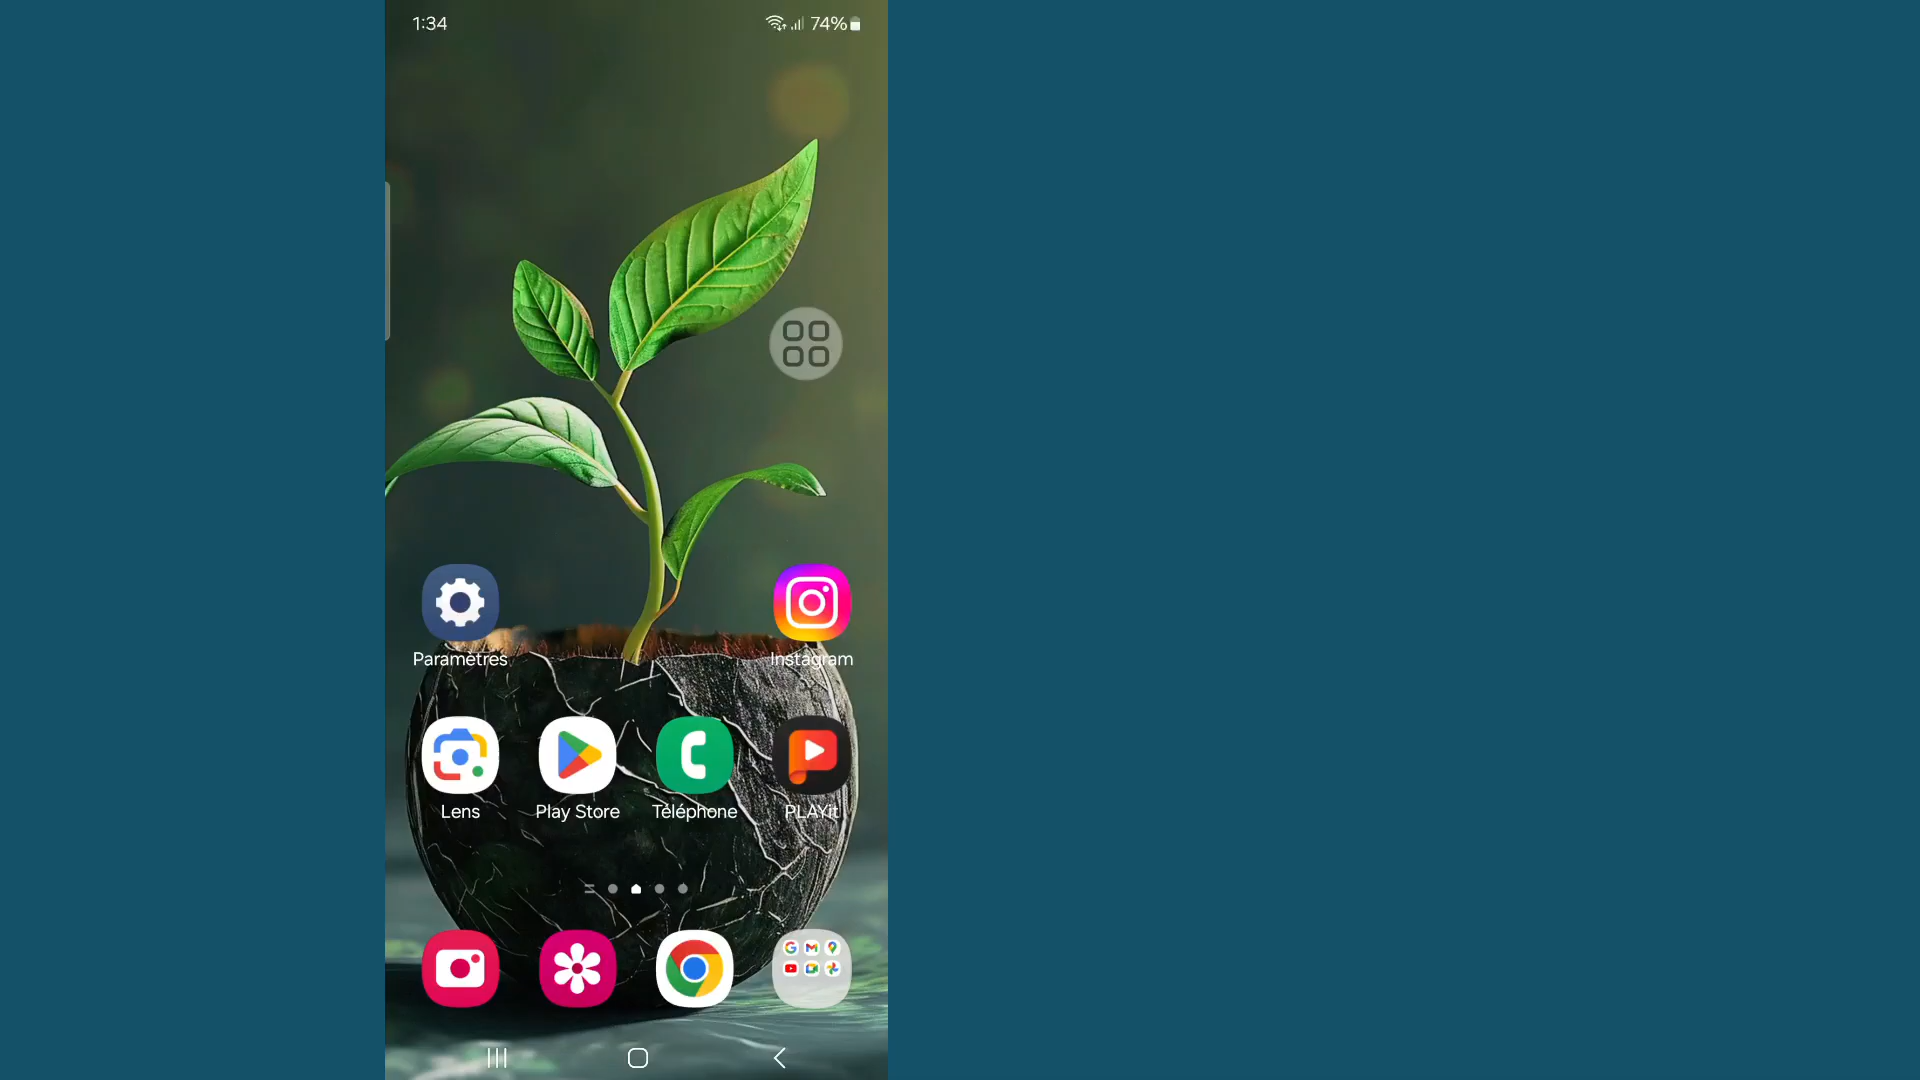 1:34
74%
Paramètres
Instagram
Lens
Play Store
Téléphone
PLAYit